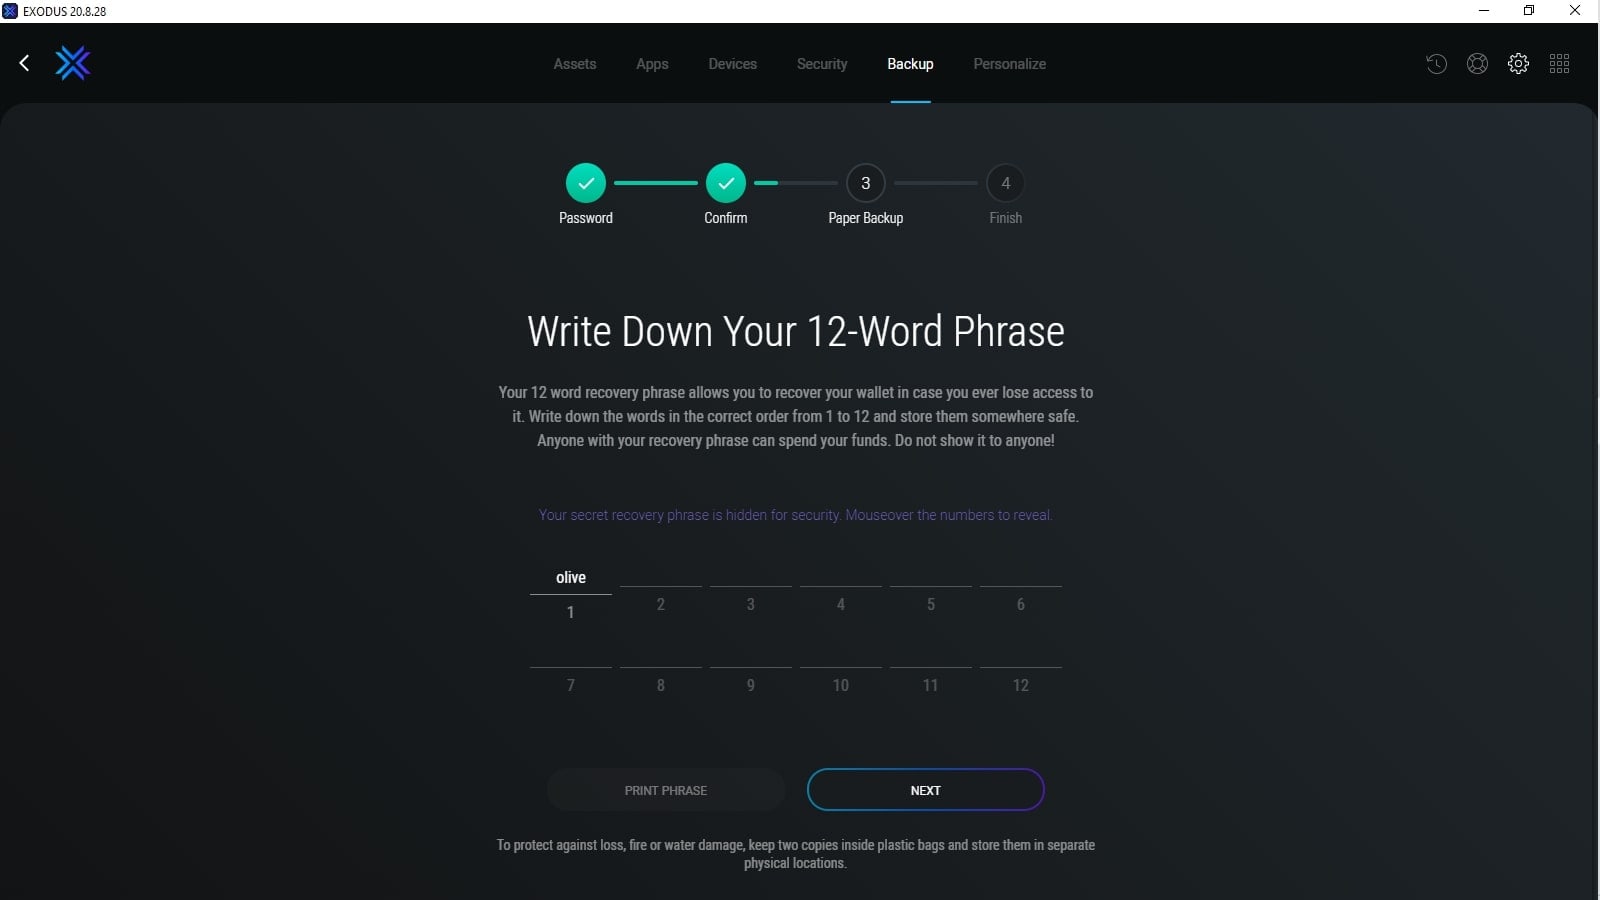 EXODUS 20.8.28
Assets Apps Devices Security Backup Personalize
3 4
Password Confirm Paper Backup Finish
Write Down Your 12-Word Phrase
Your 12 word recovery phrase allows you to recover your wallet in case you ever lose access to
it. Write down the words in the correct order from 1 to 12 and store them somewhere safe.
Anyone with your recovery phrase can spend your funds. Do not show it to anyone!
Your secret recovery phrase is hidden for security. Mouseover the numbers to reveal.
olive
1 2 3 4 5 6
7 8 9 10 11 12
PRINT PHRASE NEXT
To protect against loss, fire or water damage, keep two copies inside plastic bags and store them in separate
physical locations.